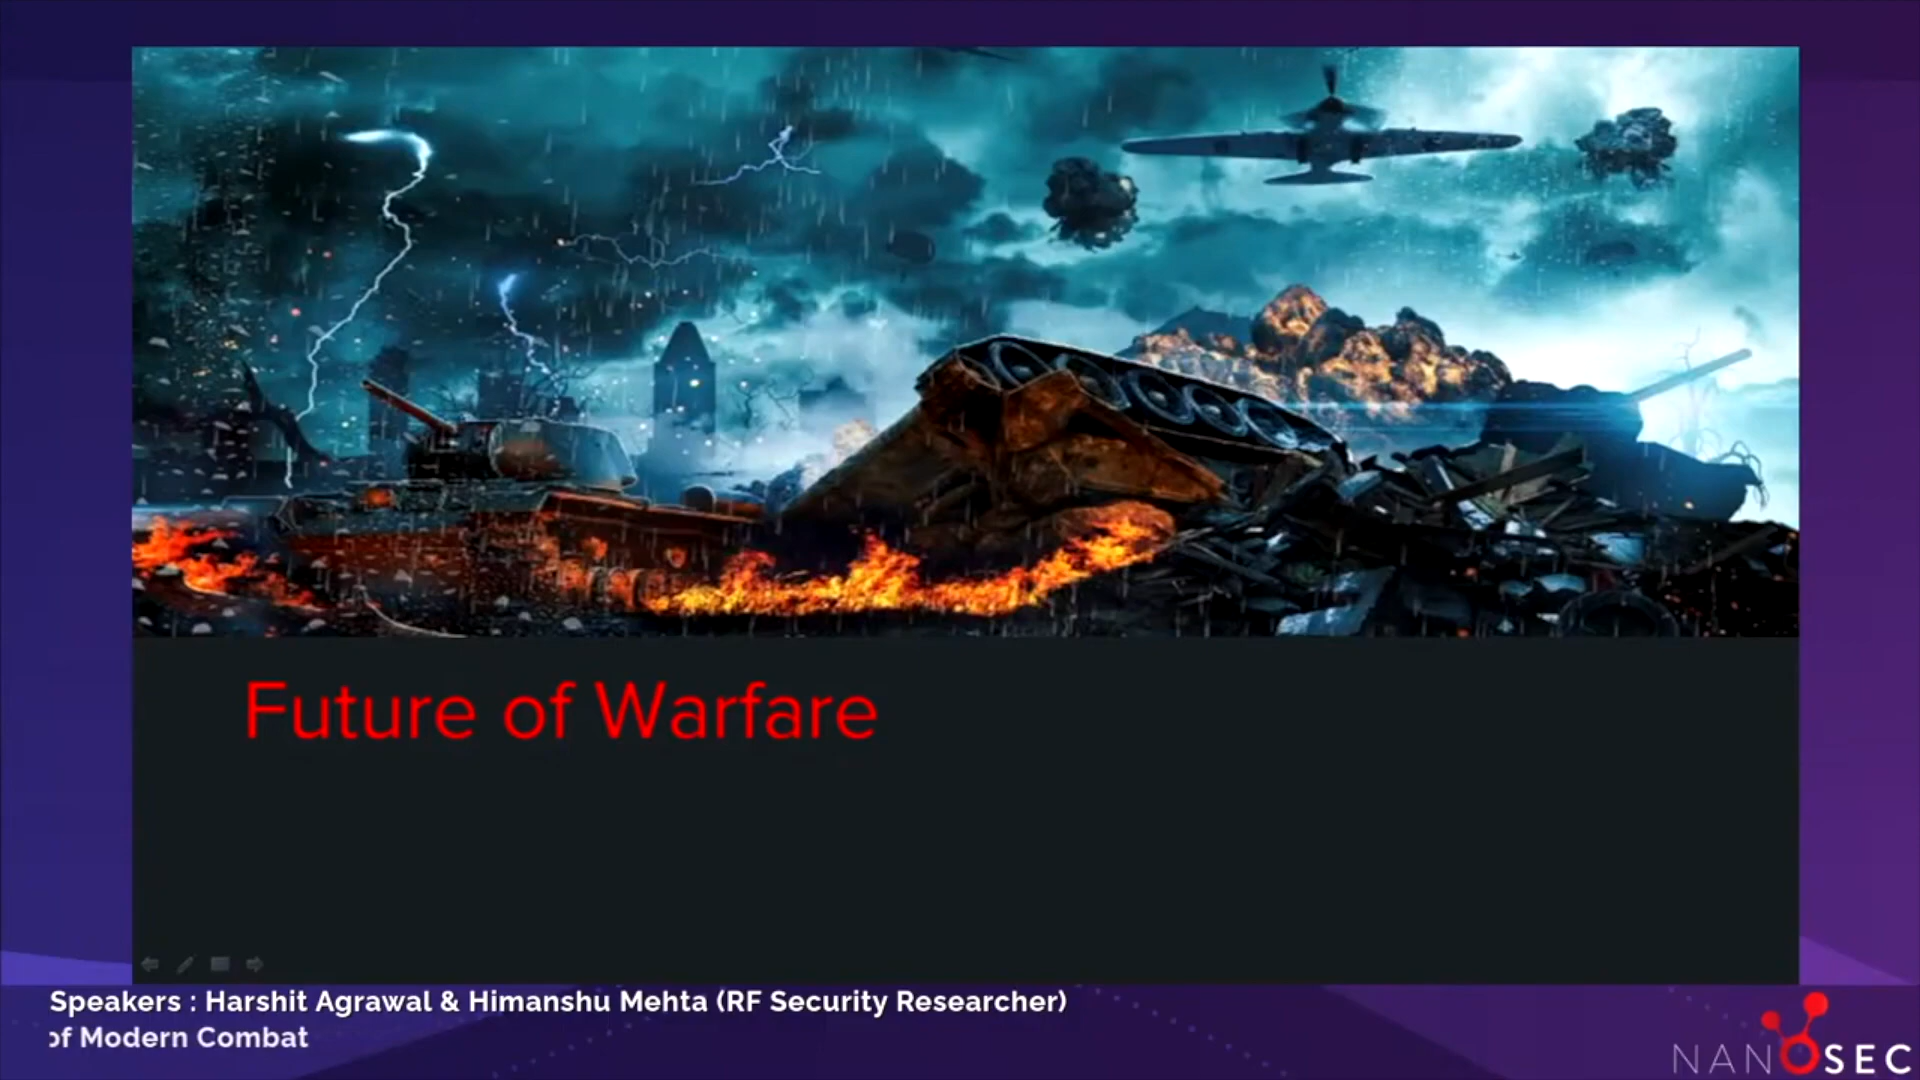 Future of Warfare
Speakers : Harshit Agrawal & Himanshu Mehta (RF Security Researcher)
of Modern Combat
NANOSEC